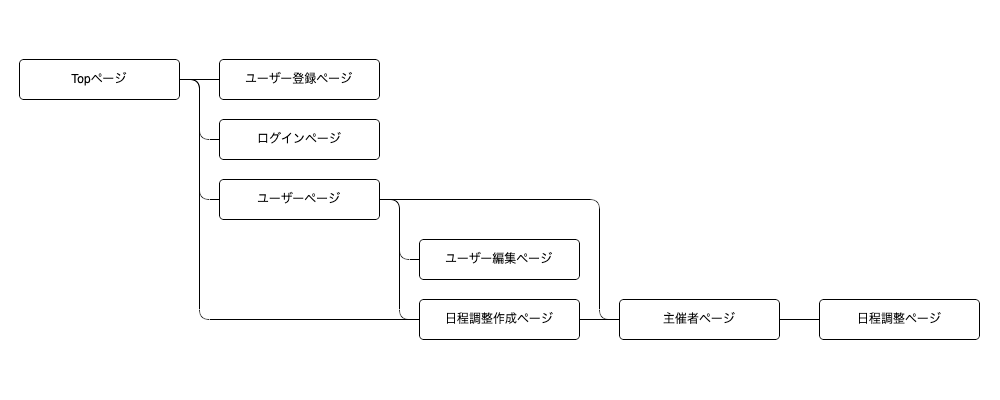 Topページ
ユーザー登録ページ
ログインページ
ユーザーページ
ユーザー編集ページ
日程調整作成ページ
主催者ページ
日程調整ページ